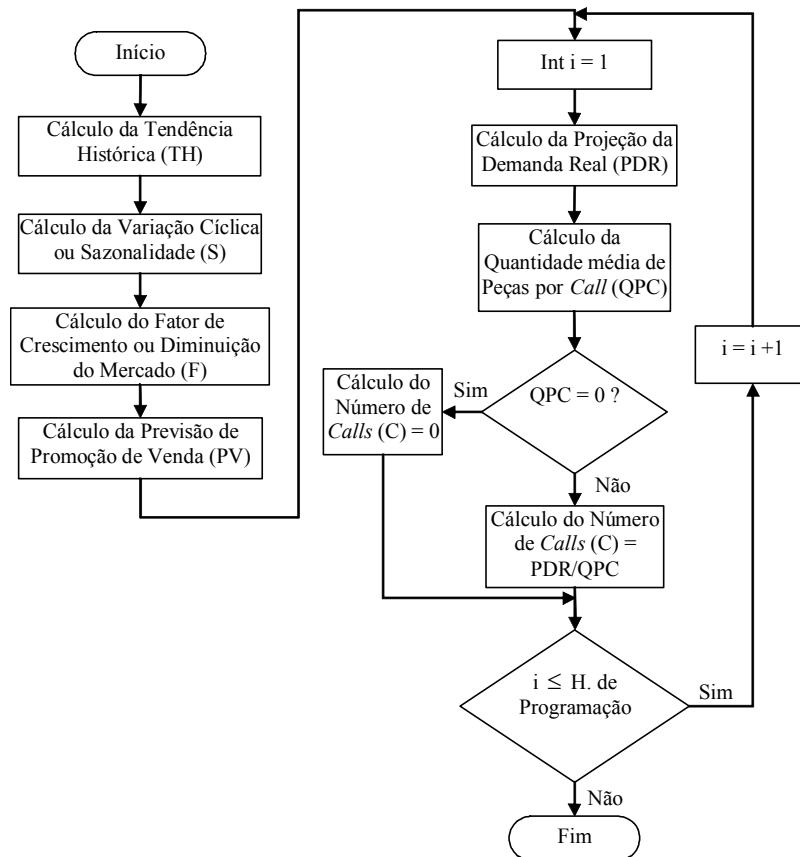 Início
Cálculo da Tendência
Histórica (TH)
Cálculo da Variação Cíclica
ou Sazonalidade (S)
Cálculo do Fator de
Crescimento ou Diminuição
do Mercado (F)
Cálculo da Previsão de
Promoção de Venda (PV)
Int i = 1
Cálculo da Projeção da
Demanda Real (PDR)
Cálculo da
Quantidade média de
Peças por Call (QPC)
QPC = 0 ?
Sim
Cálculo do
Número de
Calls (C) = 0
Não
Cálculo do Número
de Calls (C) =
PDR/QPC
i ≤ H. de
Programação
Sim
i = i +1
Não
Fim